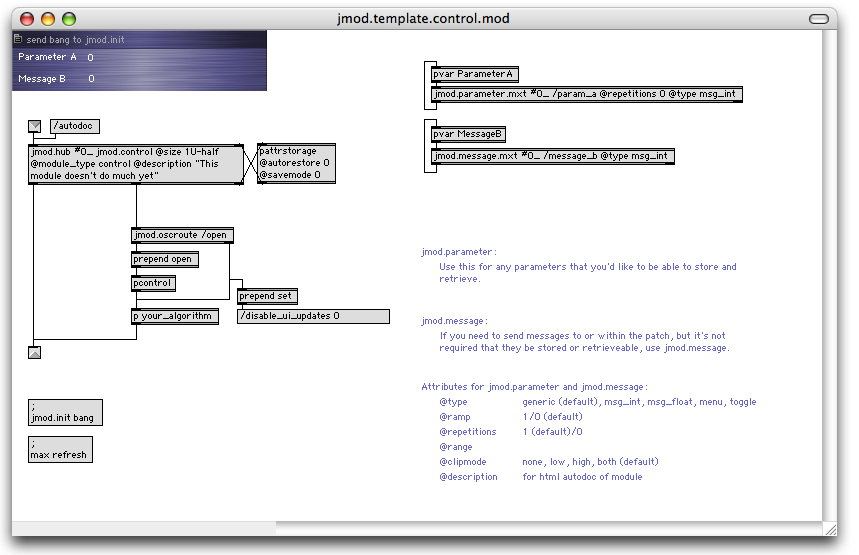 jmod.template.control.mod
send bang to jmod.init
Parameter A 0
Message B 0
/autodoc
jmod.hub #0_ jmod.control @size 1U-half
@module_type control @description "This
module doesn't do much yet"
pattrstorage
@autorestore 0
@savemode 0
jmod.oscroute /open
prepend open
pcontrol
prepend set
p your_algorithm
/disable_ui_updates 0
;
jmod.init bang
;
max refresh
pvar ParameterA
jmod.parameter.mxt #0_ /param_a @repetitions 0 @type msg_int
pvar MessageB
jmod.message.mxt #0_ /message_b @type msg_int
jmod.parameter:
Use this for any parameters that you'd like to be able to store and
retrieve.
jmod.message:
If you need to send messages to or within the patch, but it's not
required that they be stored or retrieveable, use jmod.message.
Attributes for jmod.parameter and jmod.message:
@type generic (default), msg_int, msg_float, menu, toggle
@ramp 1/0 (default)
@repetitions 1 (default)/0
@range
@clipmode none, low, high, both (default)
@description for html autodoc of module